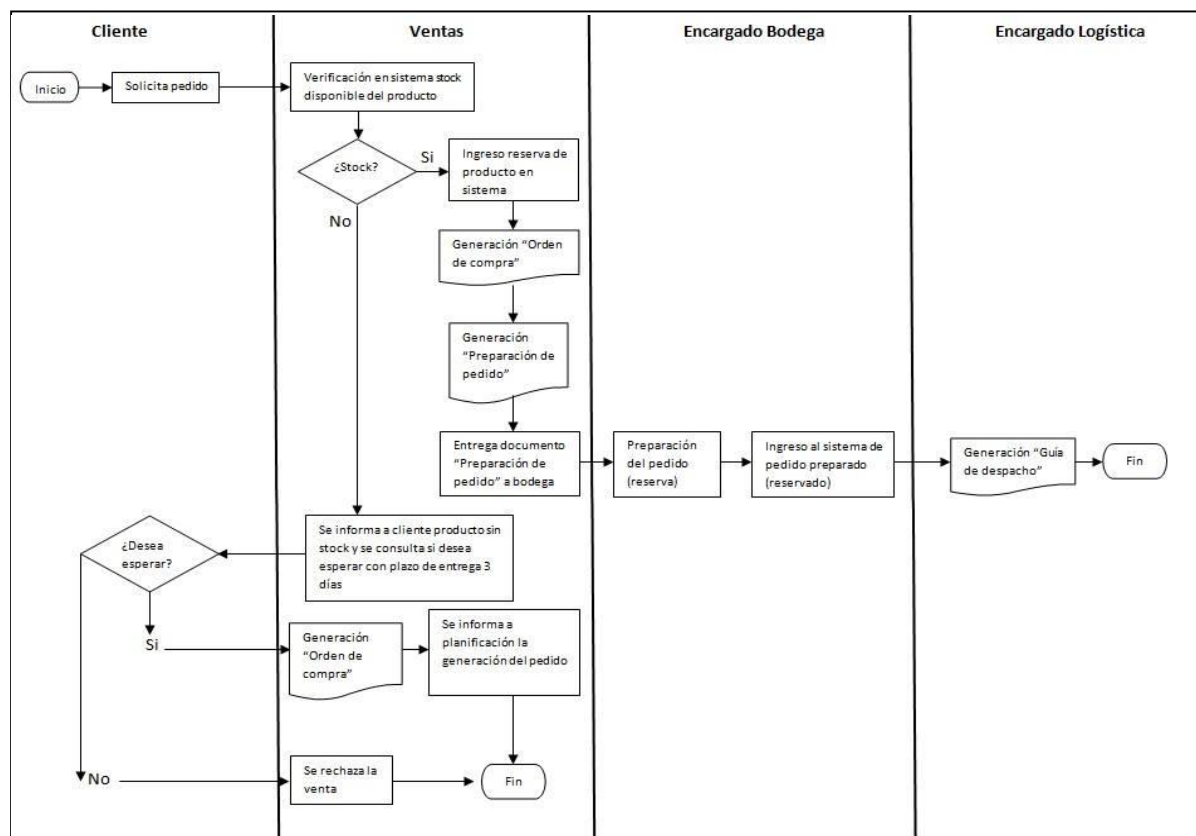 Cliente
Ventas
Encargado Bodega
Encargado Logística
Inicio
Solicita pedido
Verificación en sistema stock
disponible del producto
¿Stock?
Si
Ingreso reserva de
producto en
sistema
No
Generación “Orden
de compra”
Generación
“Preparación de
pedido”
Entrega documento
“Preparación de
pedido” a bodega
Preparación
del pedido
(reserva)
Ingreso al sistema de
pedido preparado
(reservado)
Generación “Guía
de despacho”
Fin
Se informa a cliente producto sin
stock y se consulta si desea
esperar con plazo de entrega 3
días
¿Desea
esperar?
Si
Generación
“Orden de
compra”
Se informa a
planificación la
generación del pedido
No
Se rechaza la
venta
Fin